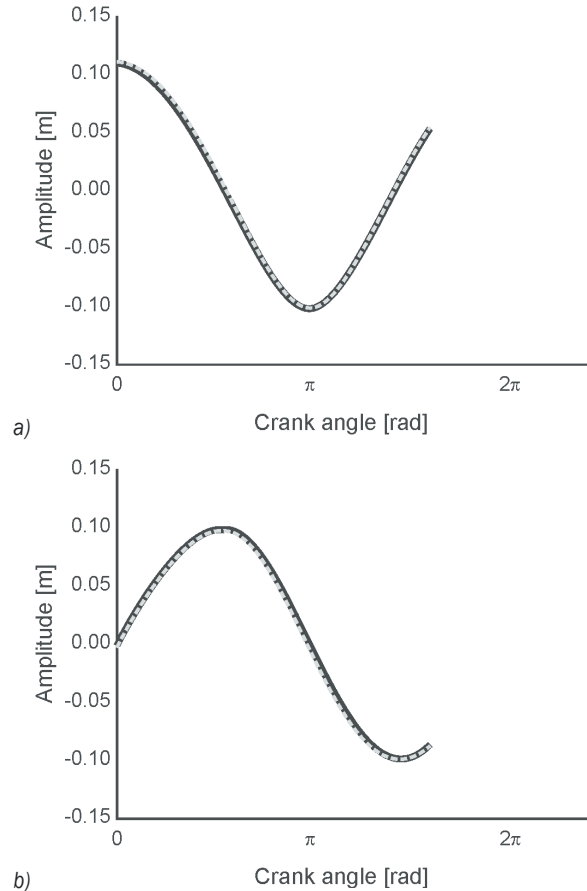 0.15
0.10
0.05
0.00
-0.05
-0.10
-0.15
Amplitude [m]
0 π 2π
Crank angle [rad]
a)
0.15
0.10
0.05
0.00
-0.05
-0.10
-0.15
Amplitude [m]
0 π 2π
Crank angle [rad]
b)